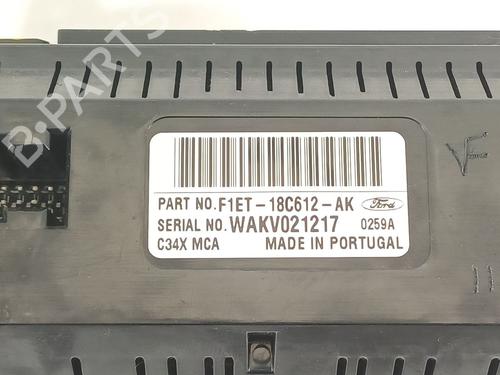 B-PARTS
PART NO. F1ET-18C612-AK Ford
SERIAL NO. WAKV021217 0259A
C34X MCA MADE IN PORTUGAL